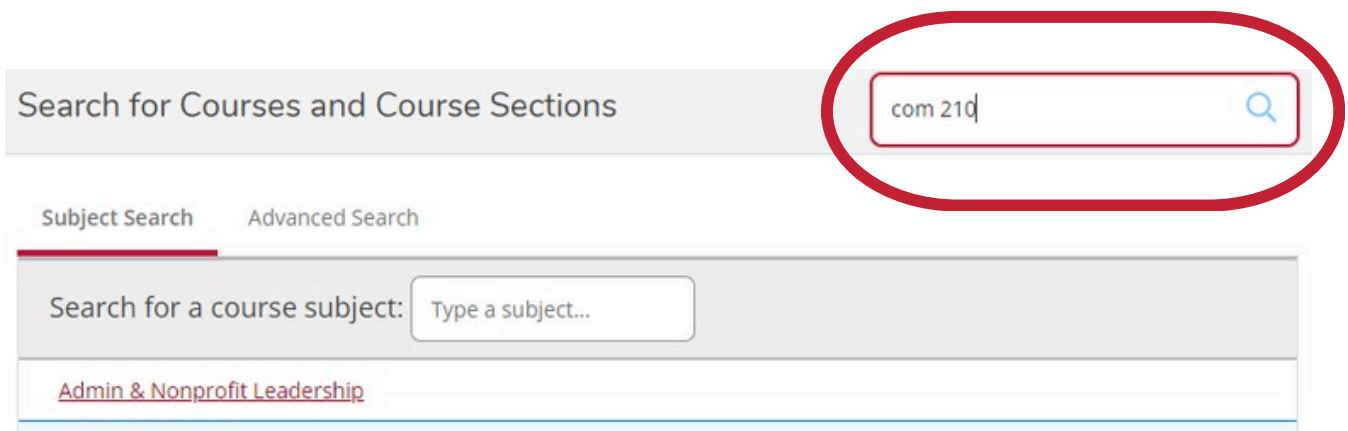 Search for Courses and Course Sections
com 210
Subject Search
Advanced Search
Search for a course subject:
Type a subject...
Admin & Nonprofit Leadership